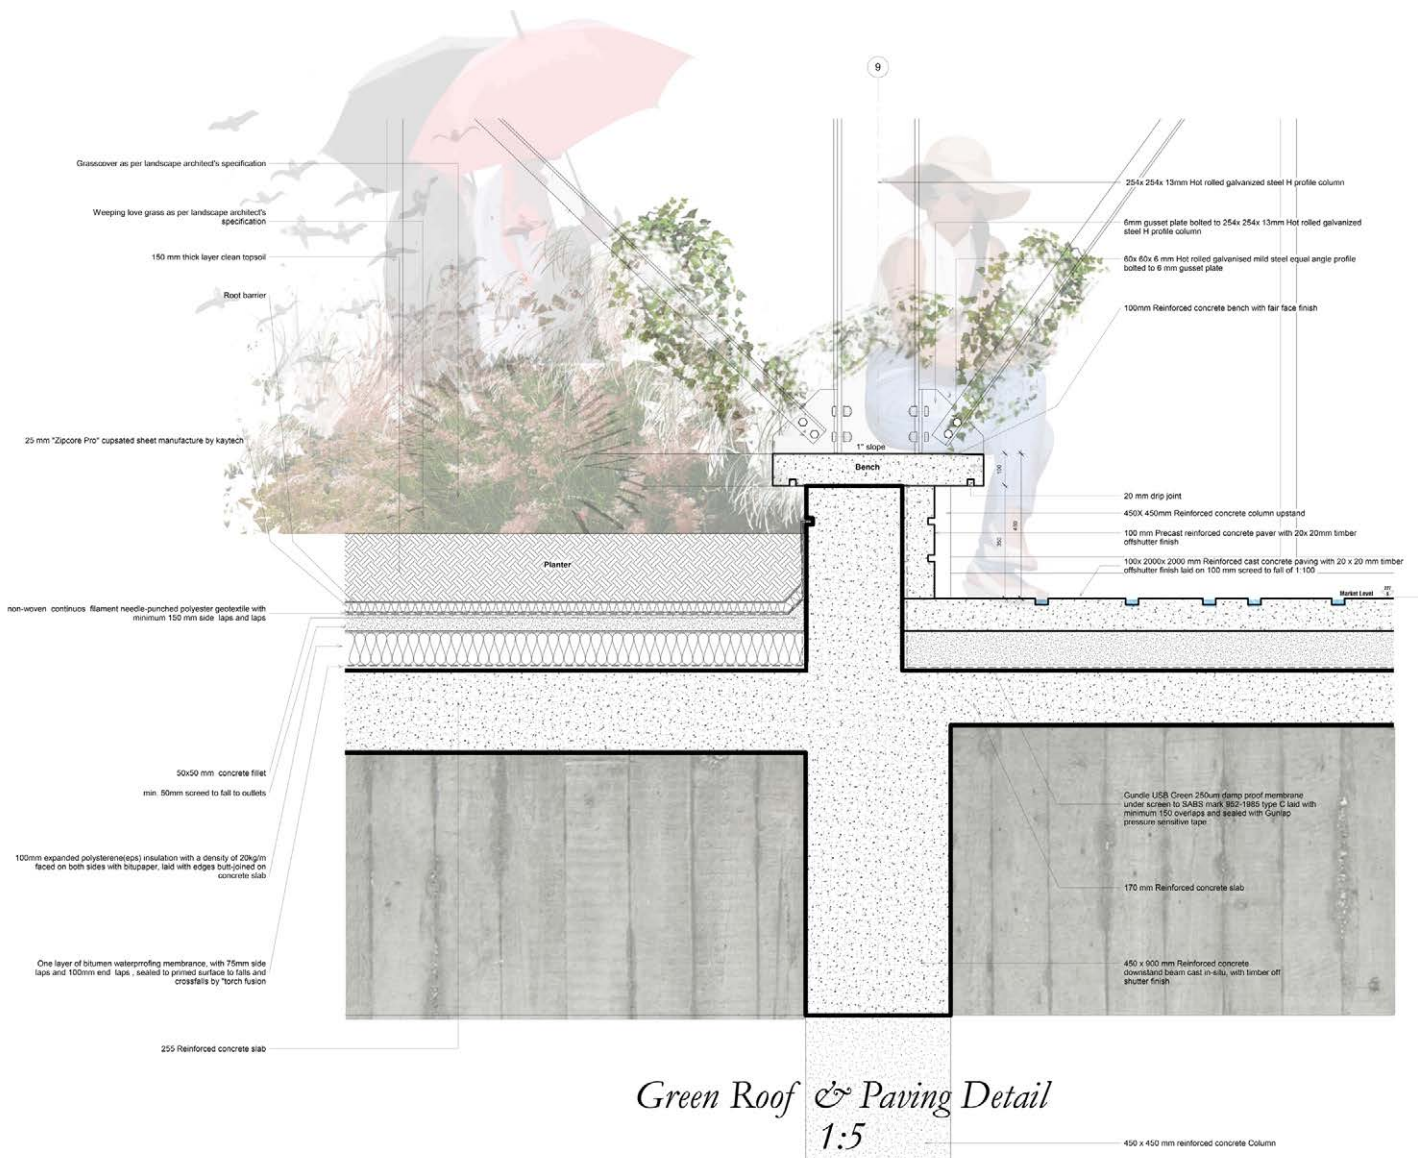 9
Grasscover as per landscape architect's specification
Weeping love grass as per landscape architect's
specification
150 mm thick layer clean topsoil
Root barrier
25 mm "Zipcore Pro" cupsated sheet manufacture by kaytech
non-woven continuos filament needle-punched polyester geotextile with
minimum 150 mm side laps and laps
50x50 mm concrete fillet
min. 50mm screed to fall to outlets
100mm expanded polysterene(eps) insulation with a density of 20kg/m
faced on both sides with bitupaper, laid with edges butt-joined on
concrete slab
One layer of bitumen waterprrofing membrance, with 75mm side
laps and 100mm end laps , sealed to primed surface to falls and
crossfalls by "torch fusion
255 Reinforced concrete slab
1° slope
Bench
Planter
100
350
450
254x 254x 13mm Hot rolled galvanized steel H profile column
6mm gusset plate bolted to 254x 254x 13mm Hot rolled galvanized
steel H profile column
60x 60x 6 mm Hot rolled galvanised mild steel equal angle profile
bolted to 6 mm gusset plate
100mm Reinforced concrete bench with fair face finish
20 mm drip joint
450X 450mm Reinforced concrete column upstand
100 mm Precast reinforced concrete paver with 20x 20mm timber
offshutter finish
100x 2000x 2000 mm Reinforced cast concrete paving with 20 x 20 mm timber
offshutter finish laid on 100 mm screed to fall of 1:100
Market Level
Gundle USB Green 250um damp proof membrane
under screen to SABS mark 952-1985 type C laid with
minimum 150 overlaps and sealed with Gunlap
pressure sensitive tape
170 mm Reinforced concrete slab
450 x 900 mm Reinforced concrete
downstand beam cast in-situ, with timber off
shutter finish
Green Roof & Paving Detail
1:5
450 x 450 mm reinforced concrete Column